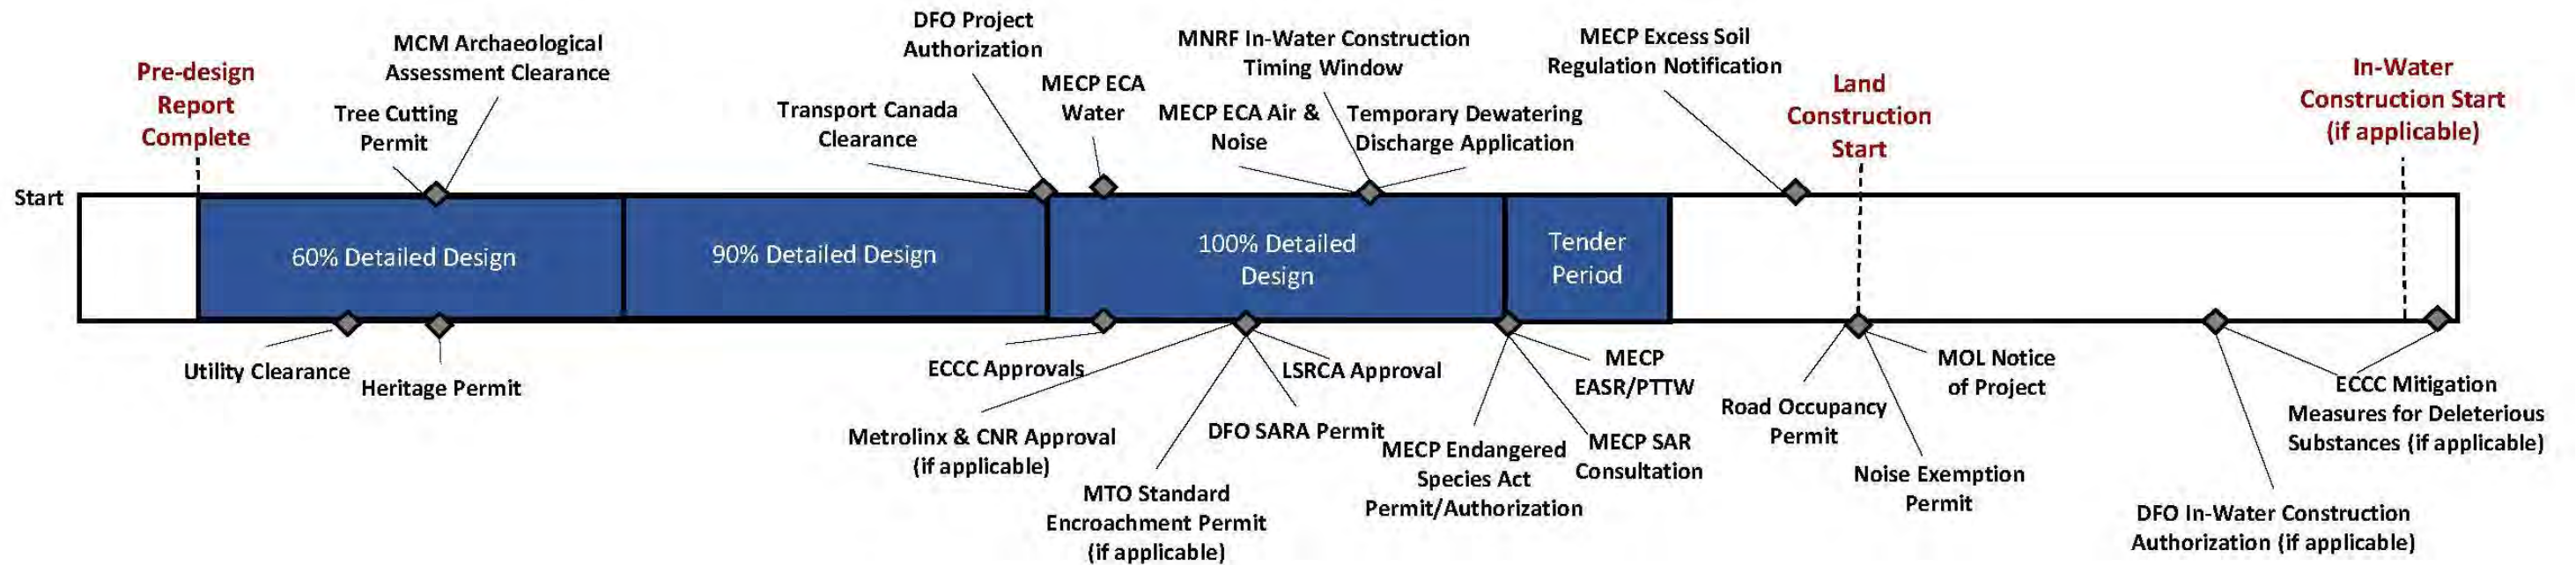 Start
Pre-design
Report
Complete
Tree Cutting
Permit
MCM Archaeological
Assessment Clearance
Transport Canada
Clearance
DFO Project
Authorization
MECP ECA
Water
MECP ECA Air &
Noise
MNRF In-Water Construction
Timing Window
Temporary Dewatering
Discharge Application
MECP Excess Soil
Regulation Notification
Land
Construction
Start
In-Water
Construction Start
(if applicable)
60% Detailed Design
90% Detailed Design
100% Detailed
Design
Tender
Period
Utility Clearance
Heritage Permit
ECCC Approvals
Metrolinx & CNR Approval
(if applicable)
MTO Standard
Encroachment Permit
(if applicable)
DFO SARA Permit
LSRCA Approval
MECP Endangered
Species Act
Permit/Authorization
MECP SAR
Consultation
MECP
EASR/PTTW
Road Occupancy
Permit
Noise Exemption
Permit
MOL Notice
of Project
DFO In-Water Construction
Authorization (if applicable)
ECCC Mitigation
Measures for Deleterious
Substances (if applicable)